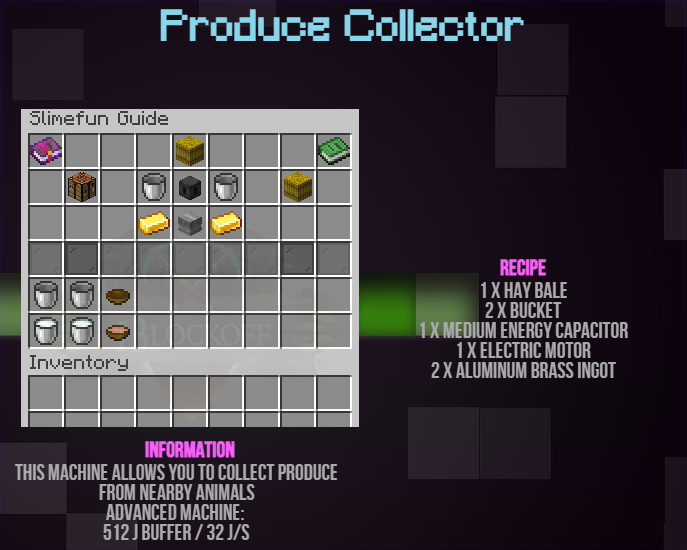 Produce Collector
Slimefun Guide
BLOCKOFF
Inventory
RECIPE
1 X HAY BALE
2 X BUCKET
1 X MEDIUM ENERGY CAPACITOR
1 X ELECTRIC MOTOR
2 X ALUMINUM BRASS INGOT
INFORMATION
THIS MACHINE ALLOWS YOU TO COLLECT PRODUCE
FROM NEARBY ANIMALS
ADVANCED MACHINE:
512 J BUFFER / 32 J/S